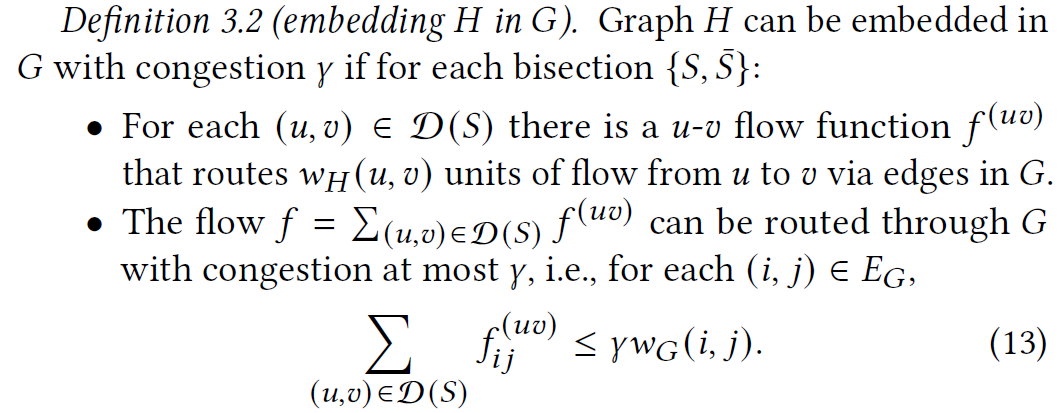 Definition 3.2 (embedding H in G). Graph H can be embedded in
G with congestion γ if for each bisection {S, S̄}:
• For each (u, v) ∈ 𝒟(S) there is a u-v flow function f^(uv)
that routes w_H(u, v) units of flow from u to v via edges in G.
• The flow f = ∑_(u,v)∈𝒟(S) f^(uv) can be routed through G
with congestion at most γ, i.e., for each (i, j) ∈ E_G,
∑_(u,v)∈𝒟(S) f_ij^(uv) ≤ γw_G(i, j). (13)